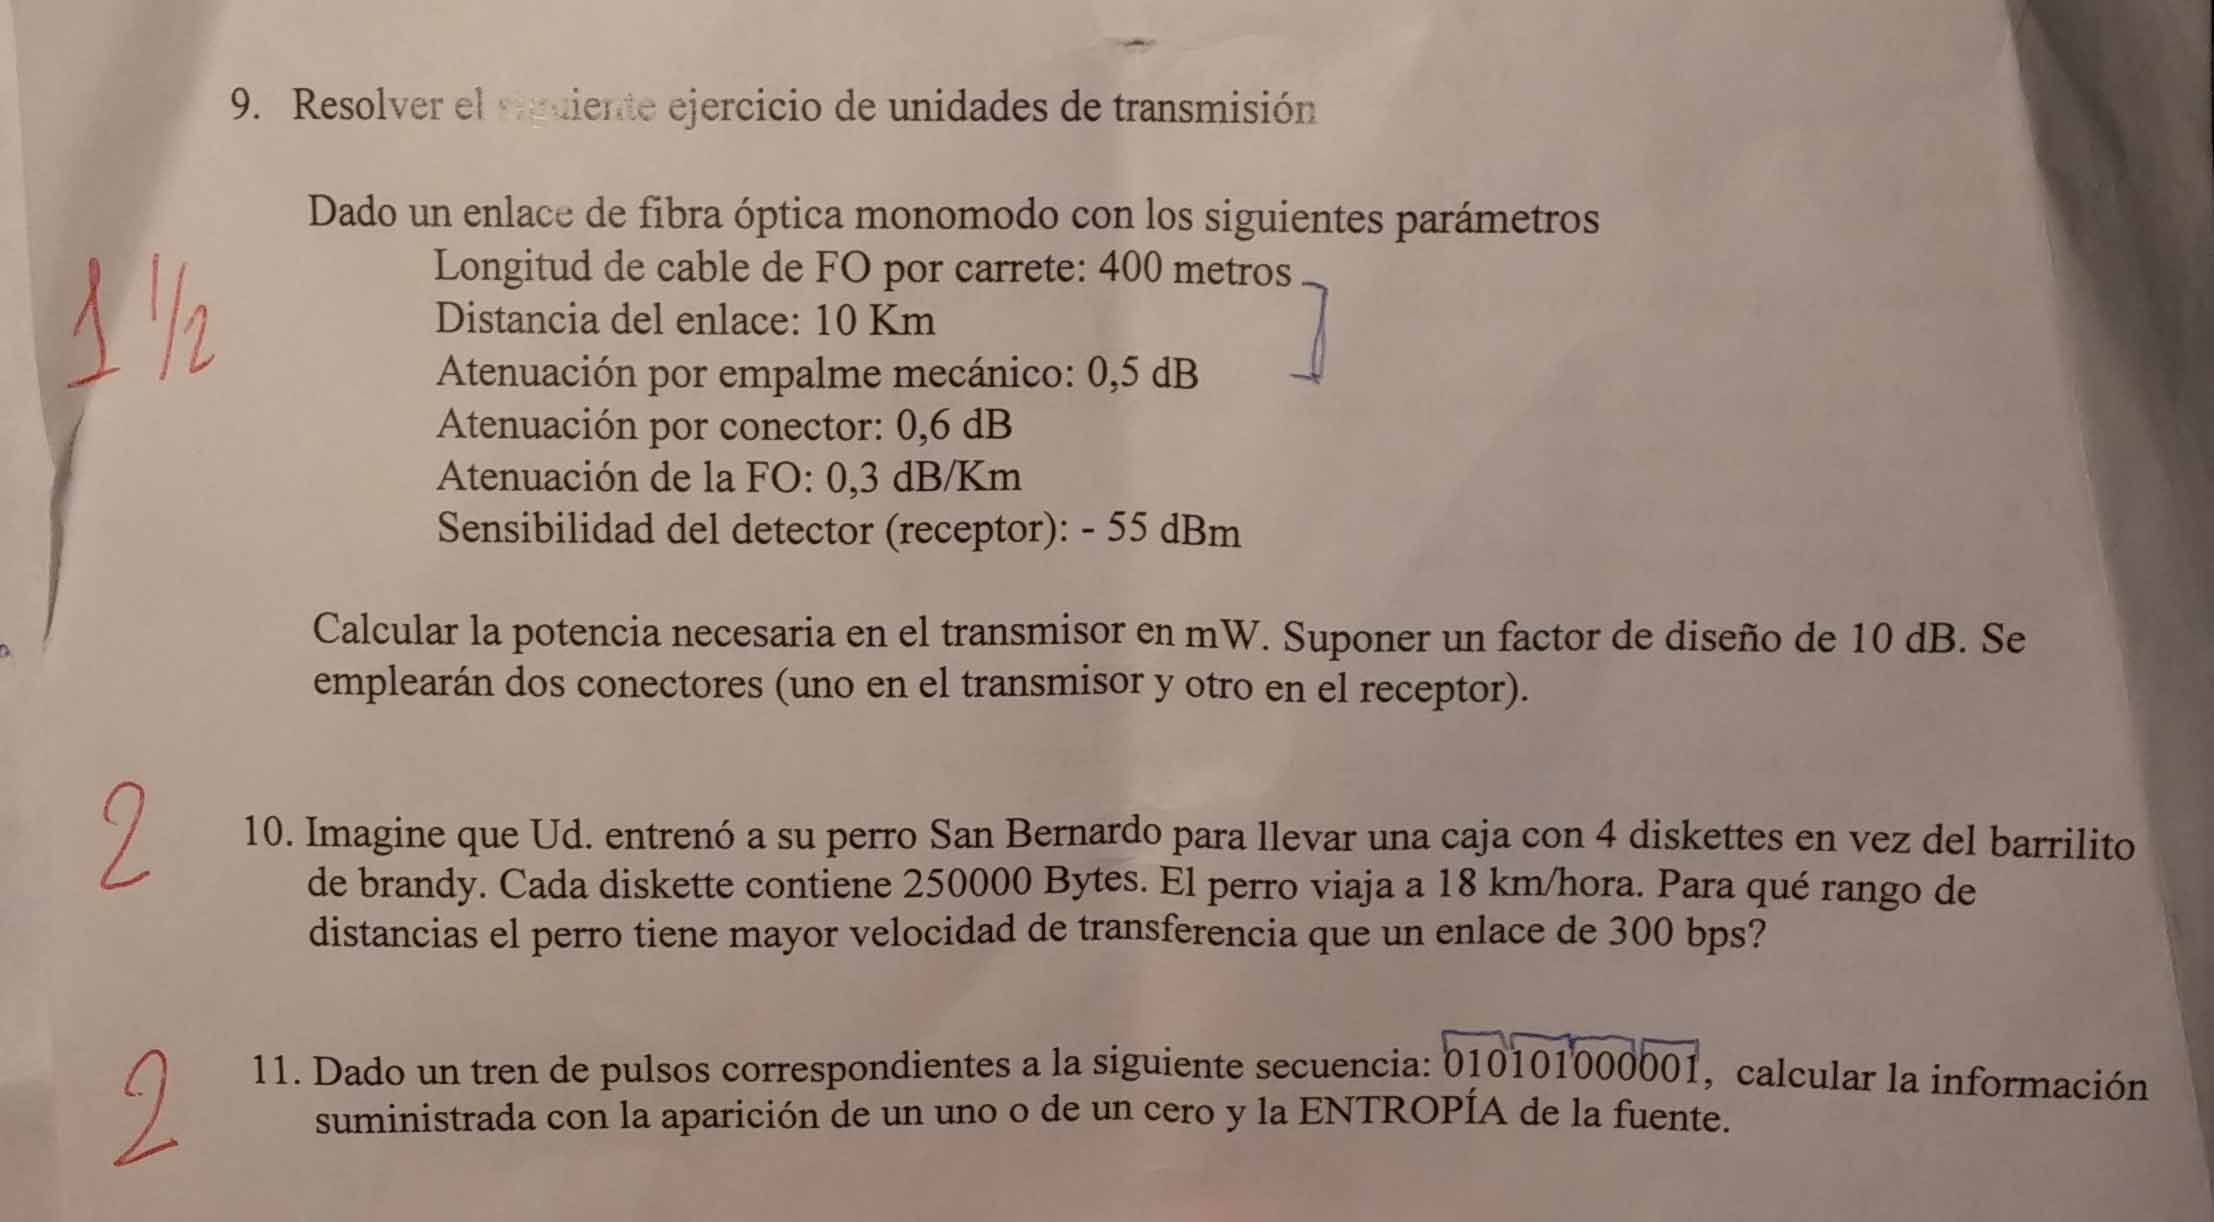 9. Resolver el siguiente ejercicio de unidades de transmisión
Dado un enlace de fibra óptica monomodo con los siguientes parámetros
Longitud de cable de FO por carrete: 400 metros
Distancia del enlace: 10 Km
1 1/2
Atenuación por empalme mecánico: 0,5 dB
Atenuación por conector: 0,6 dB
Atenuación de la FO: 0,3 dB/Km
Sensibilidad del detector (receptor): - 55 dBm
Calcular la potencia necesaria en el transmisor en mW. Suponer un factor de diseño de 10 dB. Se
emplearán dos conectores (uno en el transmisor y otro en el receptor).
2
10. Imagine que Ud. entrenó a su perro San Bernardo para llevar una caja con 4 diskettes en vez del barrilito
de brandy. Cada diskette contiene 250000 Bytes. El perro viaja a 18 km/hora. Para qué rango de
distancias el perro tiene mayor velocidad de transferencia que un enlace de 300 bps?
2
11. Dado un tren de pulsos correspondientes a la siguiente secuencia: 010101000001, calcular la información
suministrada con la aparición de un uno o de un cero y la ENTROPÍA de la fuente.